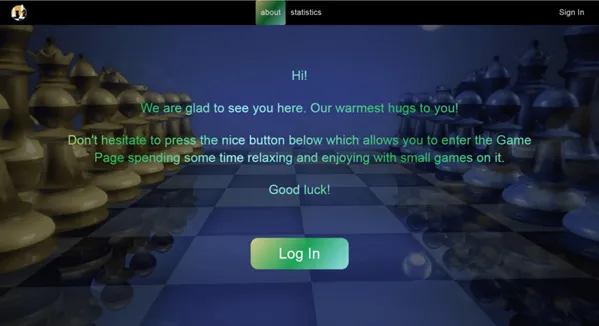 about statistics Sign In
Hi!
We are glad to see you here. Our warmest hugs to you!
Don't hesitate to press the nice button below which allows you to enter the Game
Page spending some time relaxing and enjoying with small games on it.
Good luck!
Log In